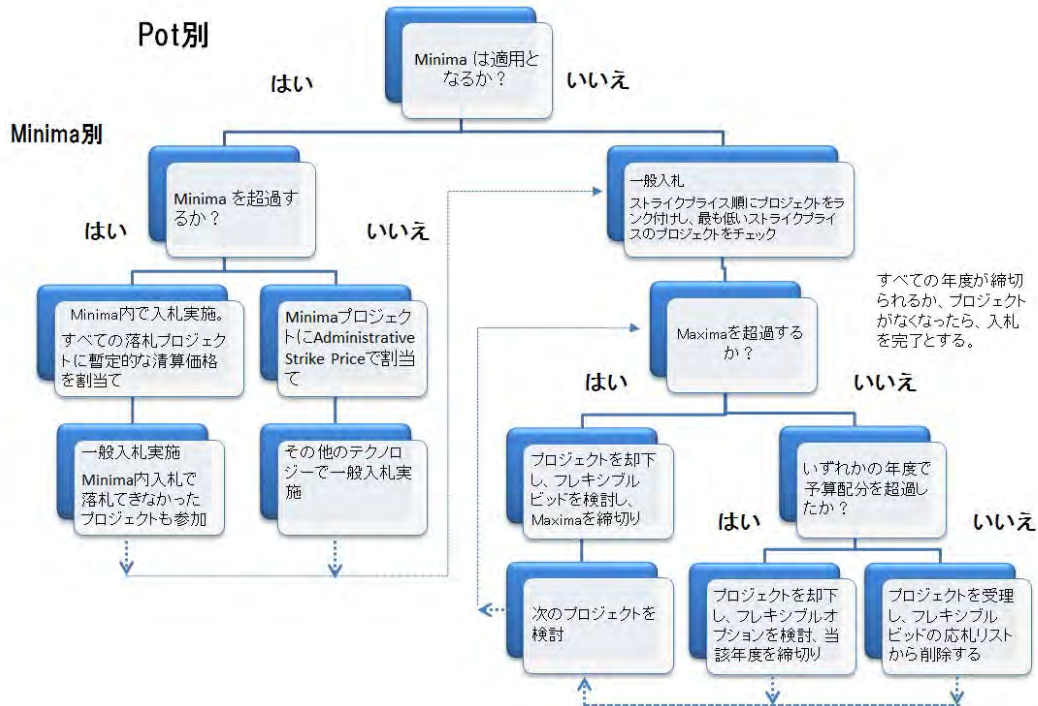 Pot別
Minima は適用と
なるか？
はい
いいえ
Minima別
Minima を超過す
るか？
はい
いいえ
Minima内で入札実施。
すべての落札プロジェク
トに暫定的な清算価格
を割当て
Minimaプロジェク
トにAdministrative
Strike Priceで割当
て
一般入札実施
Minima内入札で
落札できなかった
プロジェクトも参加
その他のテクノロ
ジーで一般入札実
施
一般入札
ストライクプライス順にプロジェクトをラ
ンク付けし、最も低いストライクプライ
スのプロジェクトをチェック
Maximaを超過する
か？
すべての年度が締切
られるか、プロジェクト
がなくなったら、入札
を完了とする。
はい
いいえ
プロジェクトを却下
し、フレキシブル
ビッドを検討し、
Maximaを締切り
いずれかの年度で
予算配分を超過し
たか？
はい
いいえ
次のプロジェクトを
検討
プロジェクトを却下
し、フレキシブルオ
プションを検討、当
該年度を締切り
プロジェクトを受理
し、フレキシブル
ビッドの応札リスト
から削除する